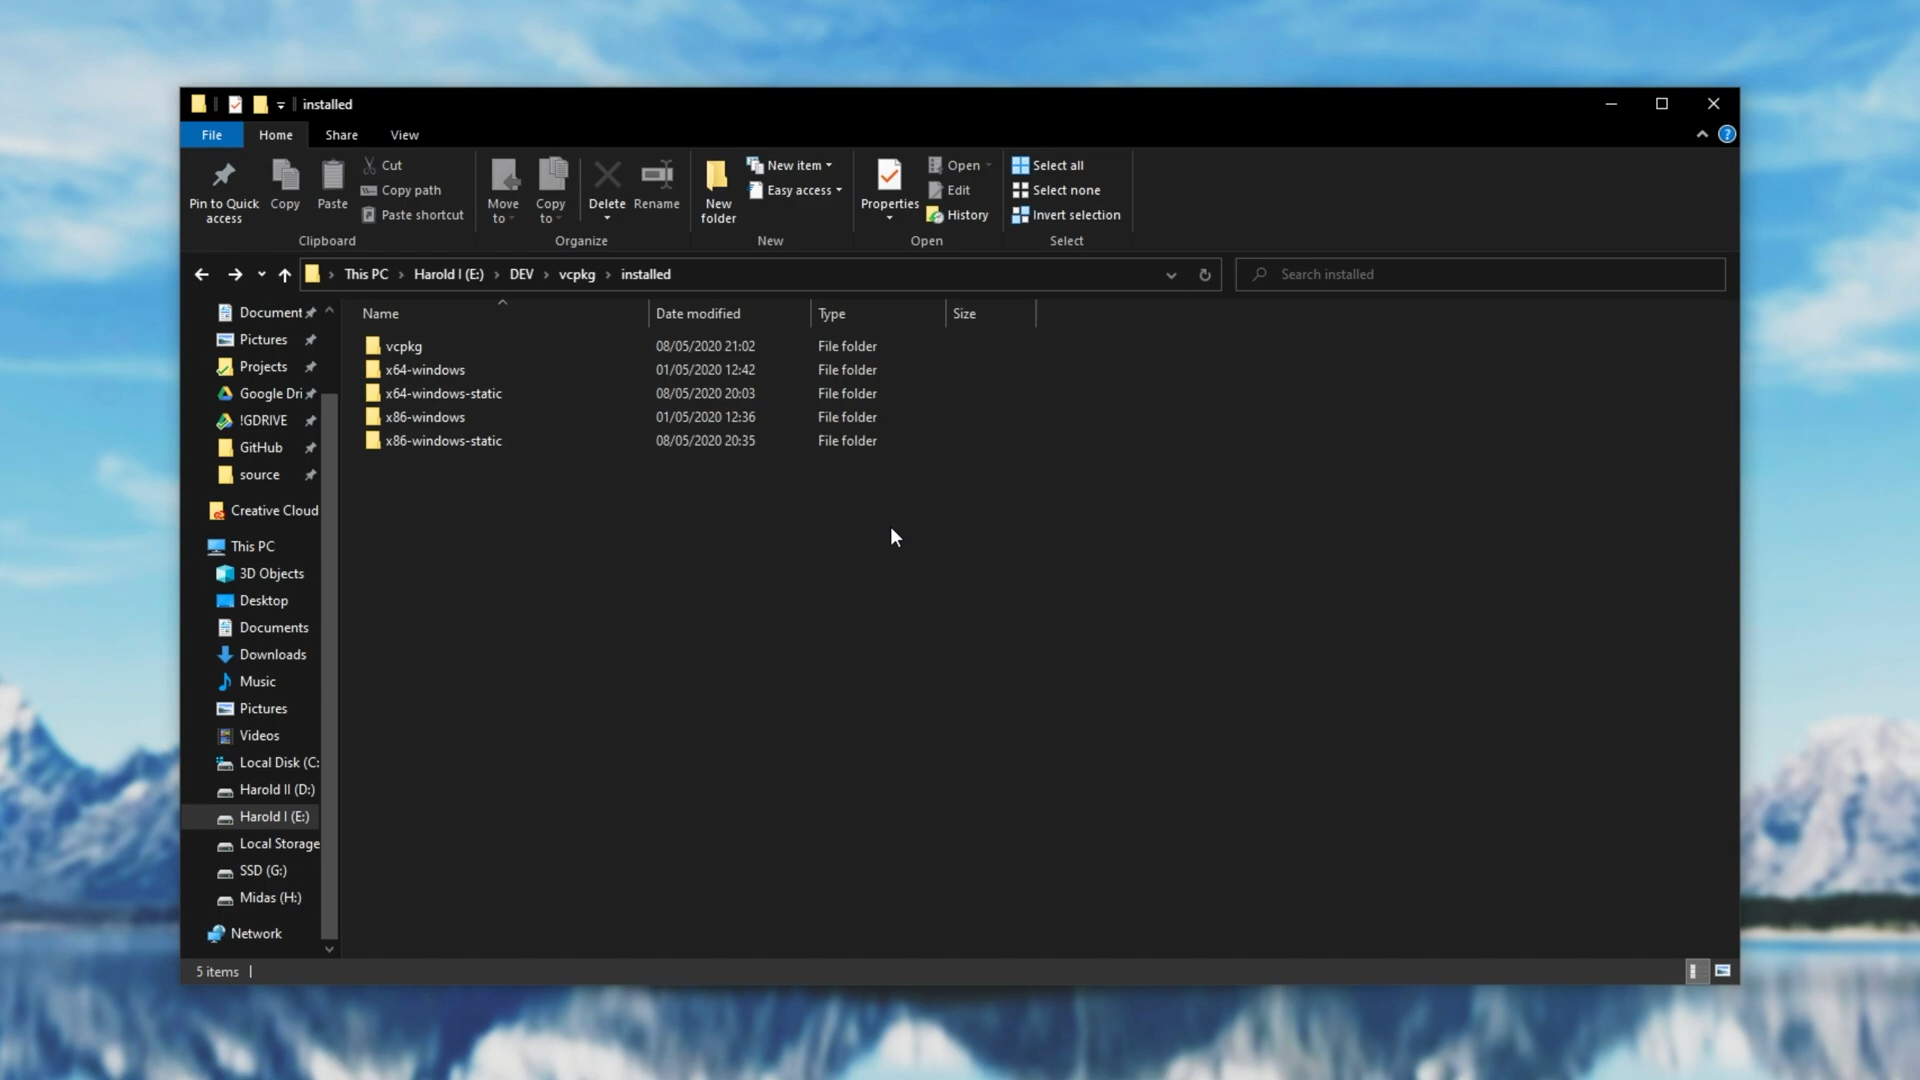 installed
File Home Share View
Pin to Quick access
Copy
Paste
Cut
Copy path
Paste shortcut
Clipboard
Move to
Copy to
Delete
Rename
Organize
New folder
New item
Easy access
New
Properties
Open
Edit
History
Open
Select all
Select none
Invert selection
Select
This PC › Harold I (E:) › DEV › vcpkg › installed
Search installed
Document
Pictures
Projects
Google Dri
!GDRIVE
GitHub
source
Creative Cloud
This PC
3D Objects
Desktop
Documents
Downloads
Music
Pictures
Videos
Local Disk (C:
Harold II (D:)
Harold I (E:)
Local Storage
SSD (G:)
Midas (H:)
Network
Name Date modified Type Size
vcpkg 08/05/2020 21:02 File folder
x64-windows 01/05/2020 12:42 File folder
x64-windows-static 08/05/2020 20:03 File folder
x86-windows 01/05/2020 12:36 File folder
x86-windows-static 08/05/2020 20:35 File folder
5 items